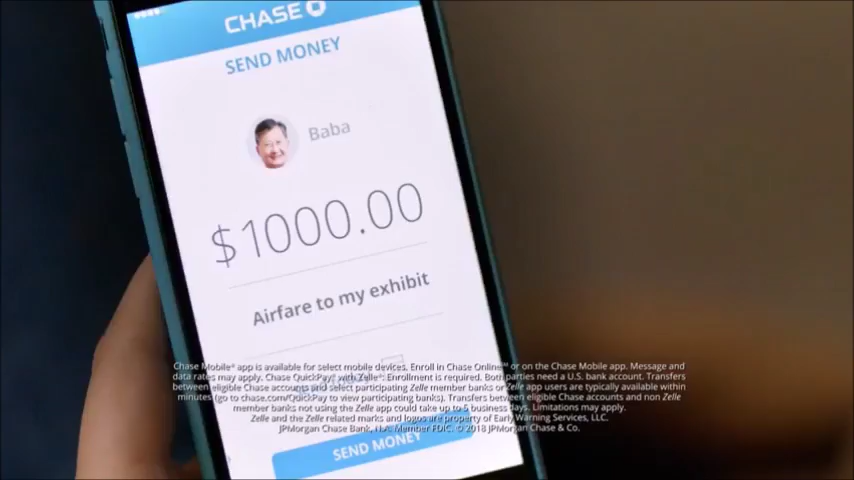 CHASE
SEND MONEY
Baba
$1000.00
Airfare to my exhibit
Chase Mobile® app is available for select mobile devices. Enroll in Chase Online℠ or on the Chase Mobile app. Message and
data rates may apply. Chase QuickPay® with Zelle®: Enrollment is required. Both parties need a U.S. bank account. Transfers
between eligible Chase accounts and select participating Zelle member banks or Zelle app users are typically available within
minutes (go to chase.com/QuickPay to view participating banks). Transfers between eligible Chase accounts and non Zelle
member banks not using the Zelle app could take up to 5 business days. Limitations may apply.
Zelle and the Zelle related marks and logos are property of Early Warning Services, LLC.
JPMorgan Chase Bank, N.A. Member FDIC. © 2018 JPMorgan Chase & Co.
SEND MONEY